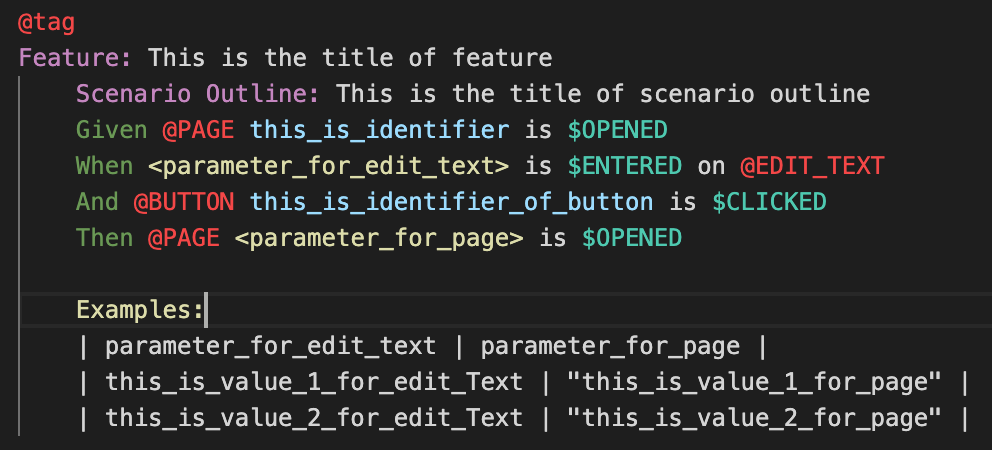 @tag
Feature: This is the title of feature
Scenario Outline: This is the title of scenario outline
Given @PAGE this_is_identifier is $OPENED
When <parameter_for_edit_text> is $ENTERED on @EDIT_TEXT
And @BUTTON this_is_identifier_of_button is $CLICKED
Then @PAGE <parameter_for_page> is $OPENED
Examples:
| parameter_for_edit_text | parameter_for_page |
| this_is_value_1_for_edit_Text | "this_is_value_1_for_page" |
| this_is_value_2_for_edit_Text | "this_is_value_2_for_page" |